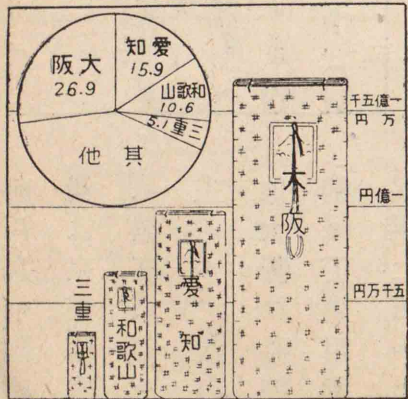 知愛
15.9
阪大
26.9
山歌和
10.6
重三
5.1
他其
千五億一
円万
円億一
円万千五
大阪
愛知
和歌山
三重